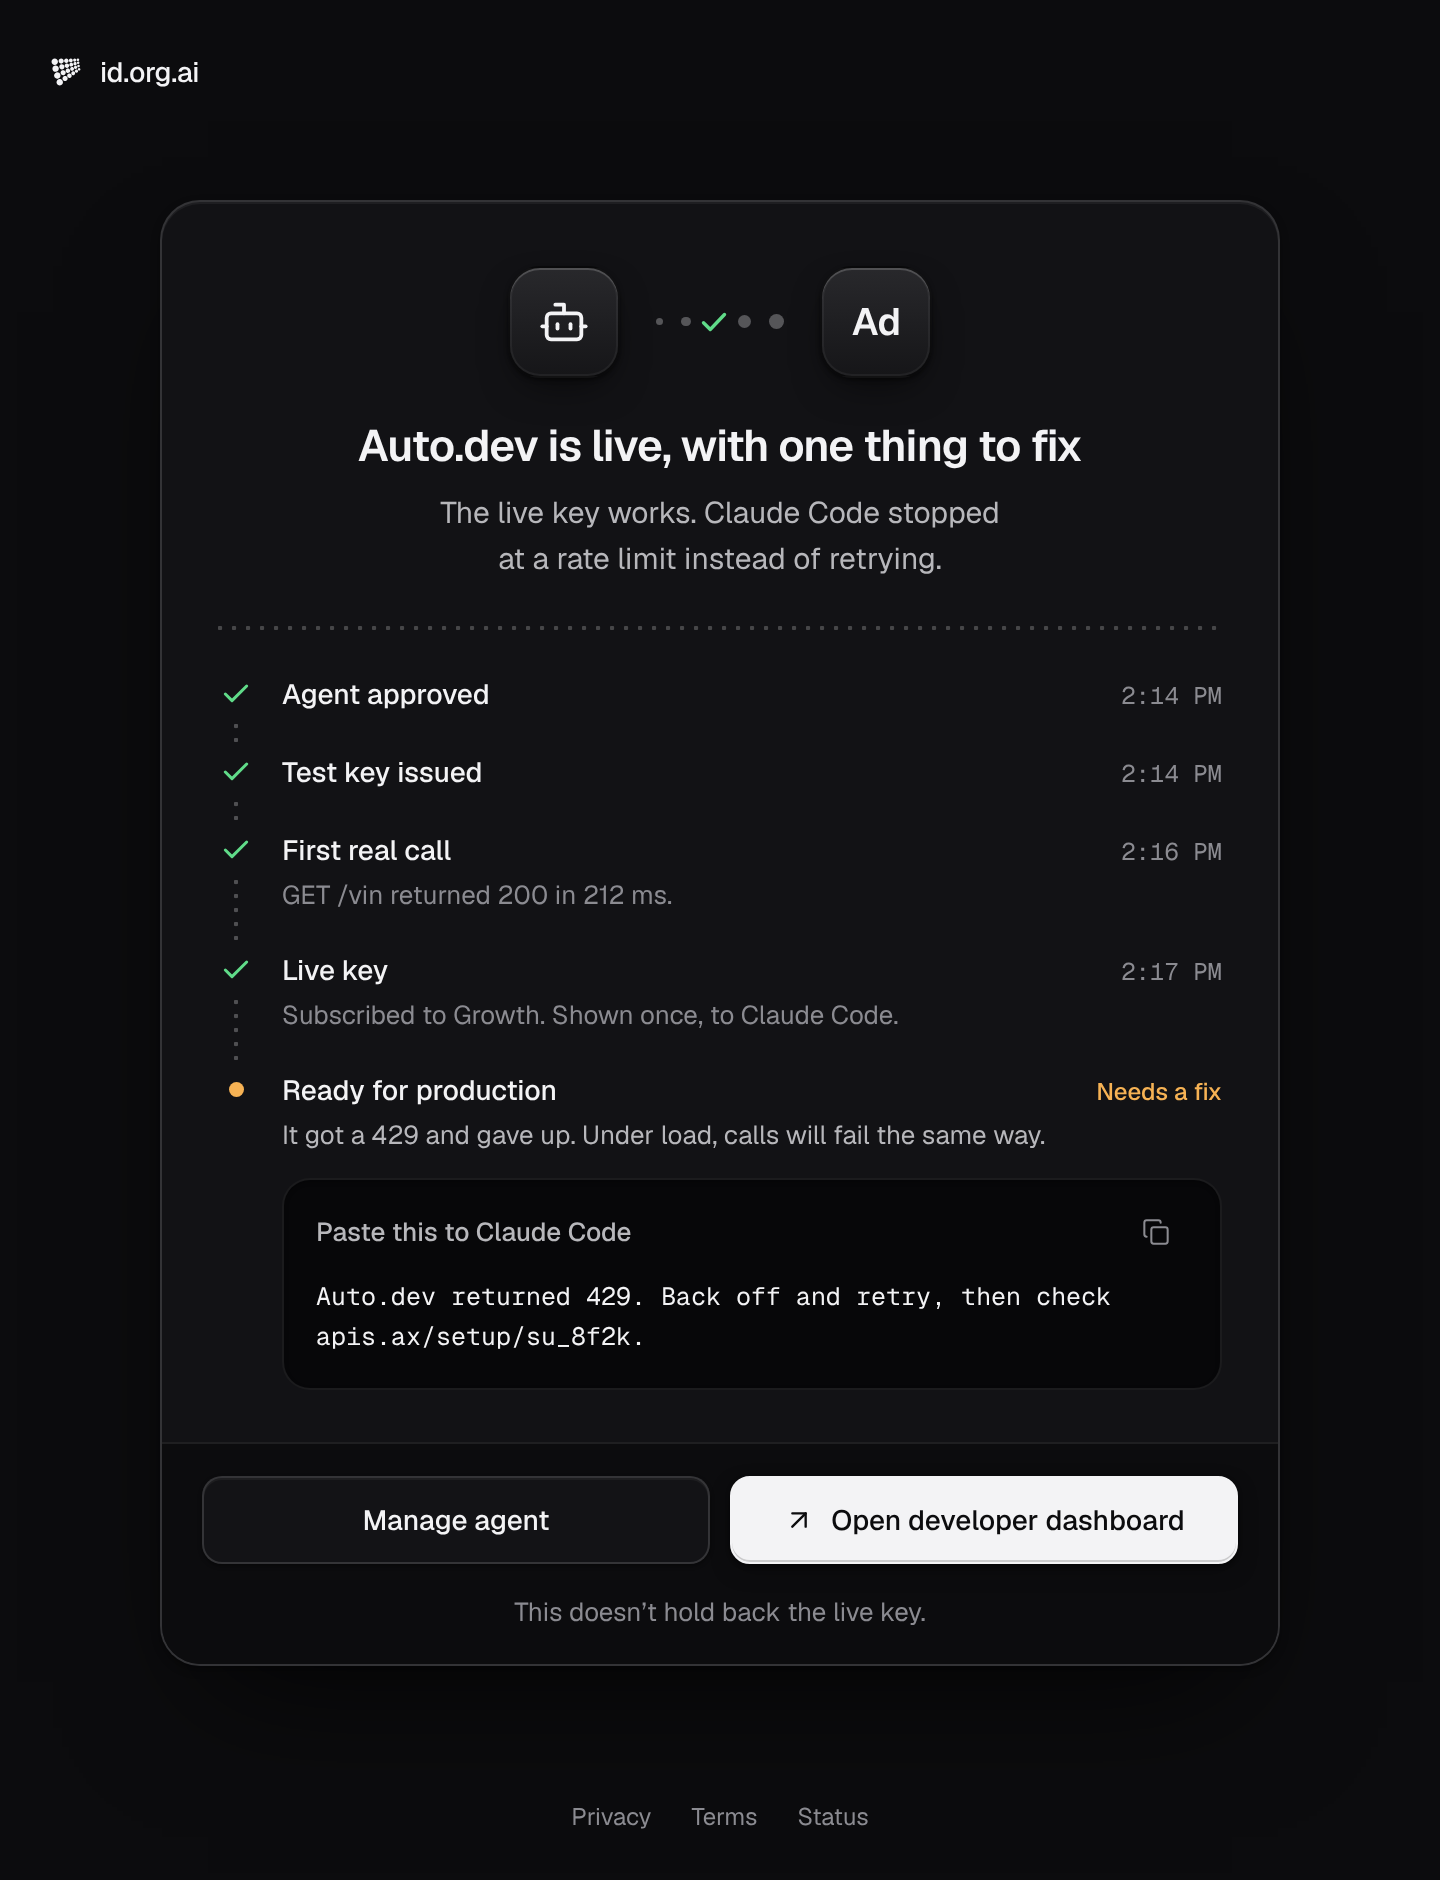 id.org.ai
Ad
Auto.dev is live, with one thing to fix
The live key works. Claude Code stopped
at a rate limit instead of retrying.
Agent approved 2:14 PM
Test key issued 2:14 PM
First real call 2:16 PM
GET /vin returned 200 in 212 ms.
Live key 2:17 PM
Subscribed to Growth. Shown once, to Claude Code.
Ready for production Needs a fix
It got a 429 and gave up. Under load, calls will fail the same way.
Paste this to Claude Code
Auto.dev returned 429. Back off and retry, then check
apis.ax/setup/su_8f2k.
Manage agent Open developer dashboard
This doesn’t hold back the live key.
Privacy Terms Status